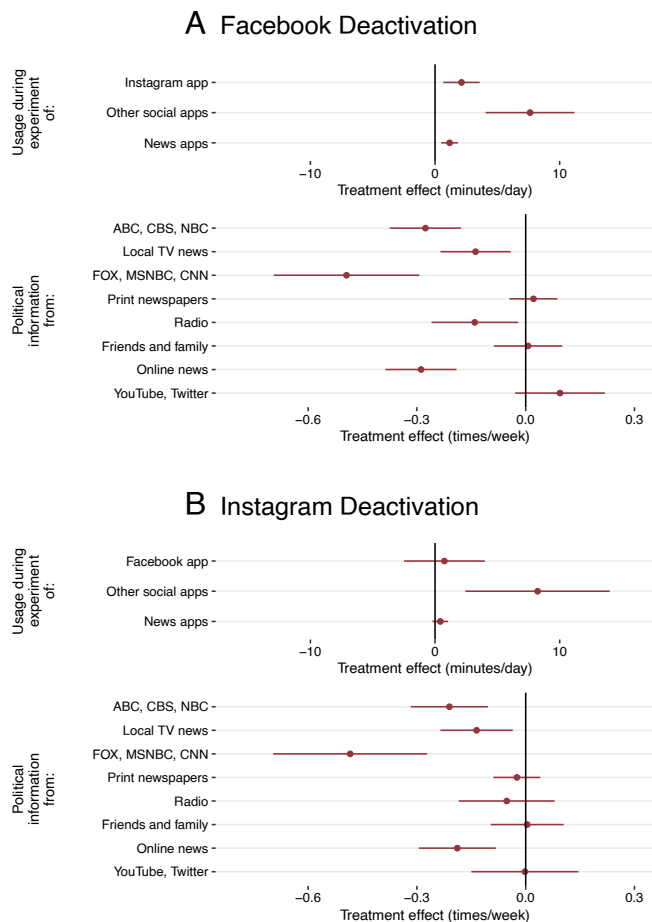 A Facebook Deactivation
Usage during
experiment
of:
Instagram app
Other social apps
News apps
−10 0 10
Treatment effect (minutes/day)
Political
information
from:
ABC, CBS, NBC
Local TV news
FOX, MSNBC, CNN
Print newspapers
Radio
Friends and family
Online news
YouTube, Twitter
−0.6 −0.3 0.0 0.3
Treatment effect (times/week)
B Instagram Deactivation
Usage during
experiment
of:
Facebook app
Other social apps
News apps
−10 0 10
Treatment effect (minutes/day)
Political
information
from:
ABC, CBS, NBC
Local TV news
FOX, MSNBC, CNN
Print newspapers
Radio
Friends and family
Online news
YouTube, Twitter
−0.6 −0.3 0.0 0.3
Treatment effect (times/week)